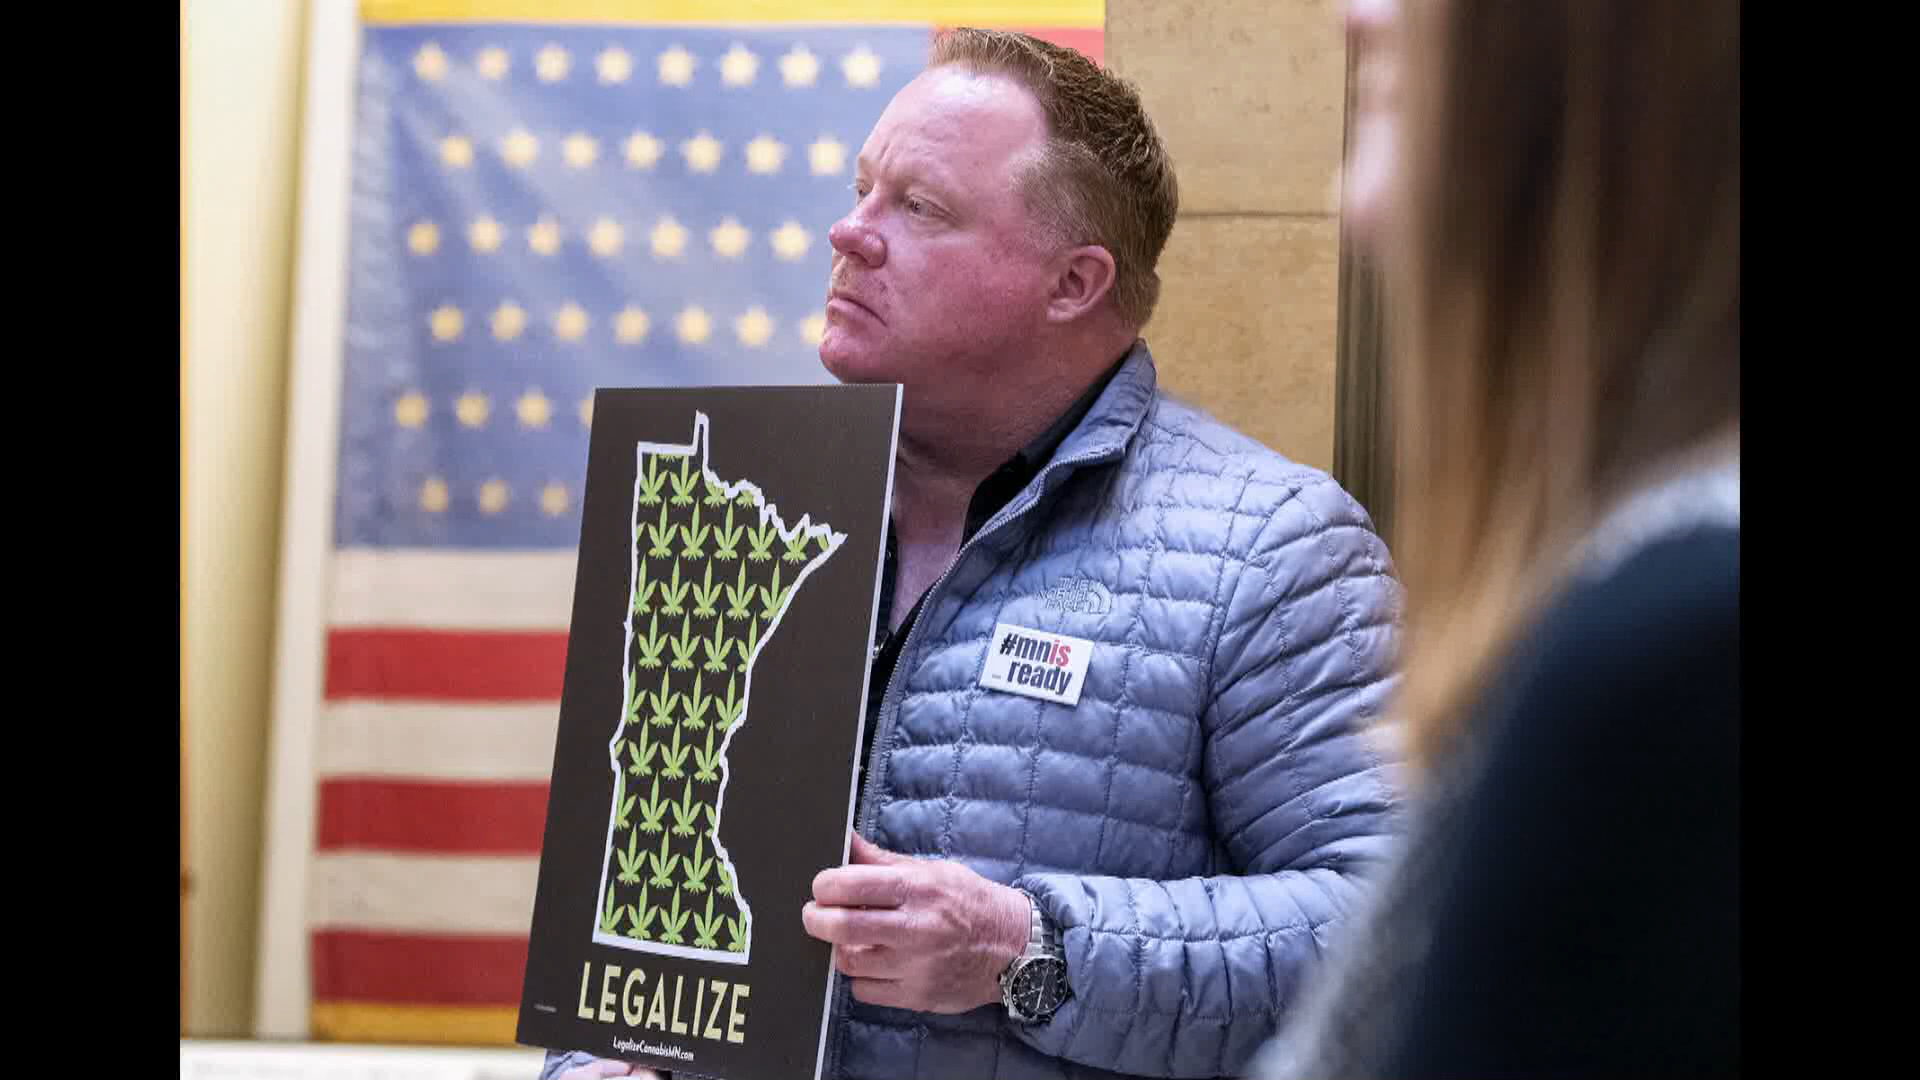 THE
NORTH
FACE
#mnis
ready
LEGALIZE
LegalizeCannabisMN.com